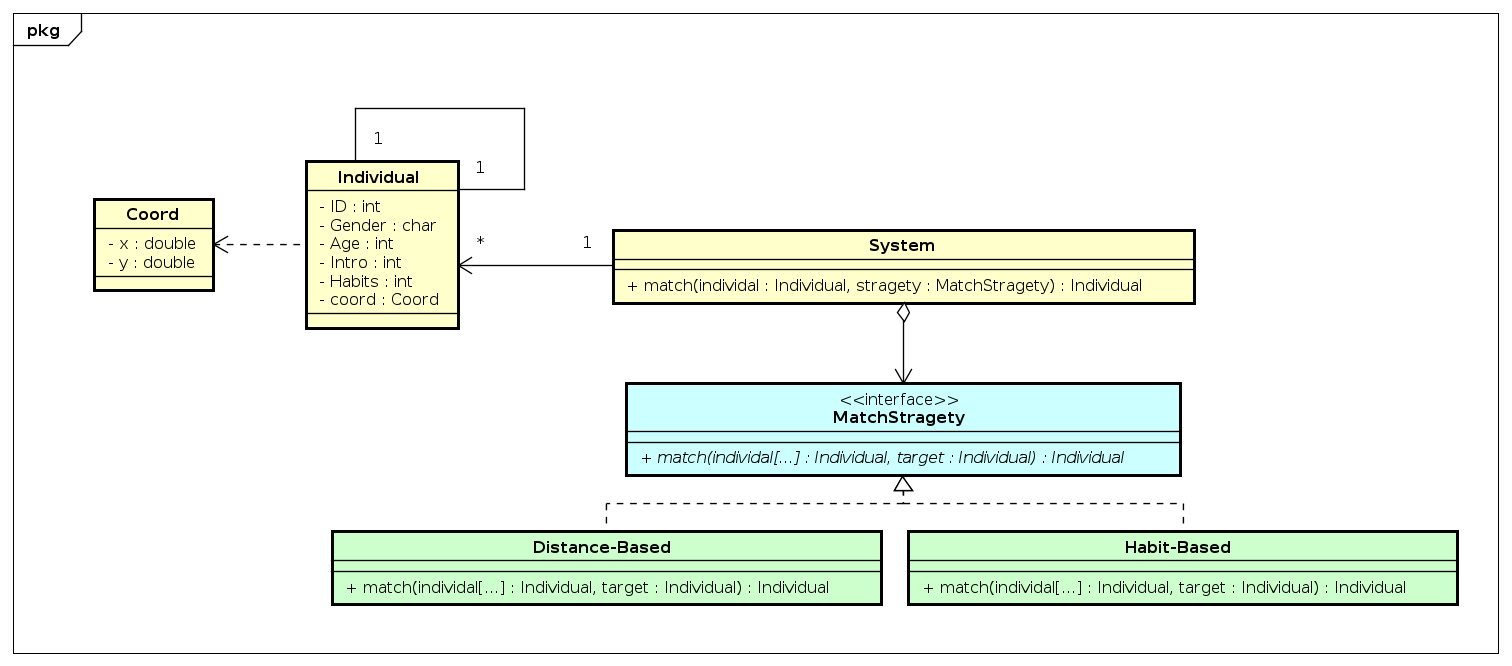 pkg
1
1
Individual
- ID : int
- Gender : char
- Age : int
- Intro : int
- Habits : int
- coord : Coord
Coord
- x : double
- y : double
*
1
System
+ match(individal : Individual, stragety : MatchStragety) : Individual
<<interface>>
MatchStragety
+ match(individal[...] : Individual, target : Individual) : Individual
Distance-Based
+ match(individal[...] : Individual, target : Individual) : Individual
Habit-Based
+ match(individal[...] : Individual, target : Individual) : Individual